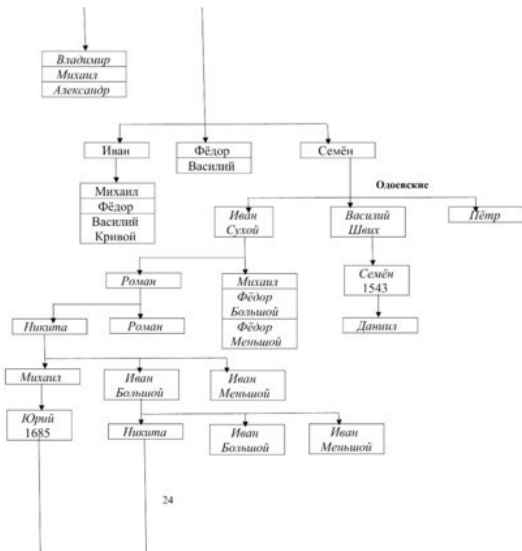 Владимир
Михаил
Александр
Иван
Фёдор
Василий
Семён
Михаил
Фёдор
Василий
Кривой
Одоевские
Иван
Сухой
Василий
Швих
Пётр
Роман
Михаил
Фёдор
Большой
Фёдор
Меньшой
Семён
1543
Никита
Роман
Даниил
Михаил
Иван
Большой
Иван
Меньшой
Юрий
1685
Никита
Иван
Большой
Иван
Меньшой
24